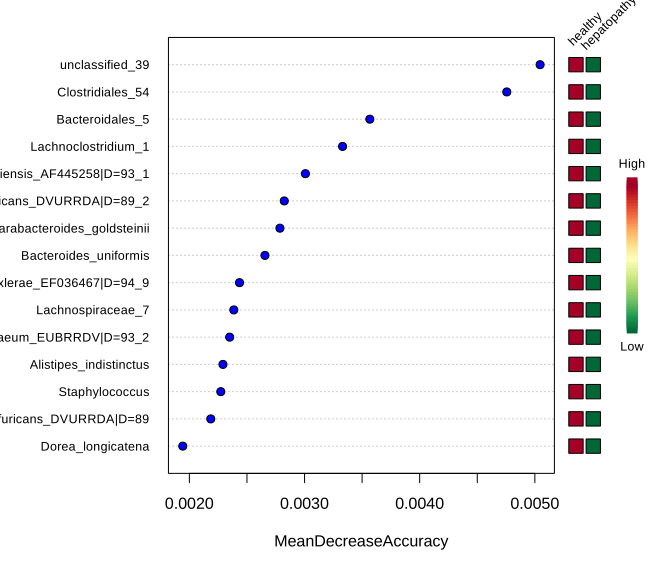 healthy
hepatopathy
unclassified_39
Clostridiales_54
Bacteroidales_5
Lachnoclostridium_1
iensis_AF445258|D=93_1
icans_DVURRDA|D=89_2
arabacteroides_goldsteinii
Bacteroides_uniformis
xlerae_EF036467|D=94_9
Lachnospiraceae_7
aeum_EUBRRDV|D=93_2
Alistipes_indistinctus
Staphylococcus
furicans_DVURRDA|D=89
Dorea_longicatena
High
Low
0.0020 0.0030 0.0040 0.0050
MeanDecreaseAccuracy